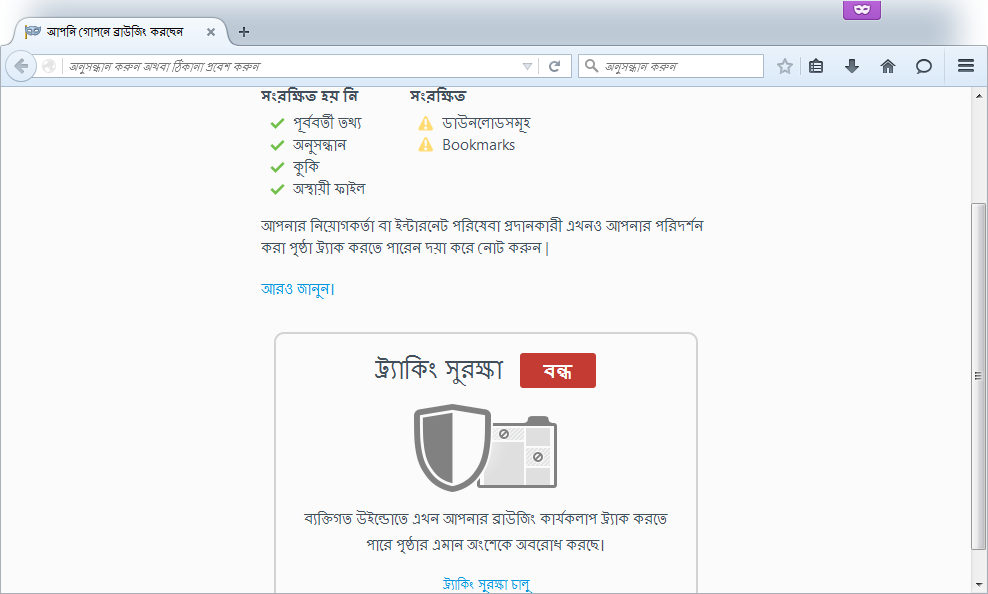 আপনি গোপনে ব্রাউজিং করছেন
অনুসন্ধান করুন অথবা ঠিকানা প্রবেশ করুন
অনুসন্ধান করুন
সংরক্ষিত হয় নি
সংরক্ষিত
পূর্ববর্তী তথ্য
ডাউনলোডসমূহ
অনুসন্ধান
Bookmarks
কুকি
অস্থায়ী ফাইল
আপনার নিয়োগকর্তা বা ইন্টারনেট পরিষেবা প্রদানকারী এখনও আপনার পরিদর্শন
করা পৃষ্ঠা ট্র্যাক করতে পারেন দয়া করে নোট করুন |
আরও জানুন।
ট্র্যাকিং সুরক্ষা
বন্ধ
ব্যক্তিগত উইন্ডোতে এখন আপনার ব্রাউজিং কার্যকলাপ ট্র্যাক করতে
পারে পৃষ্ঠার এমান অংশেকে অবরোধ করছে।
ট্র্যাকিং সুরক্ষা চালু